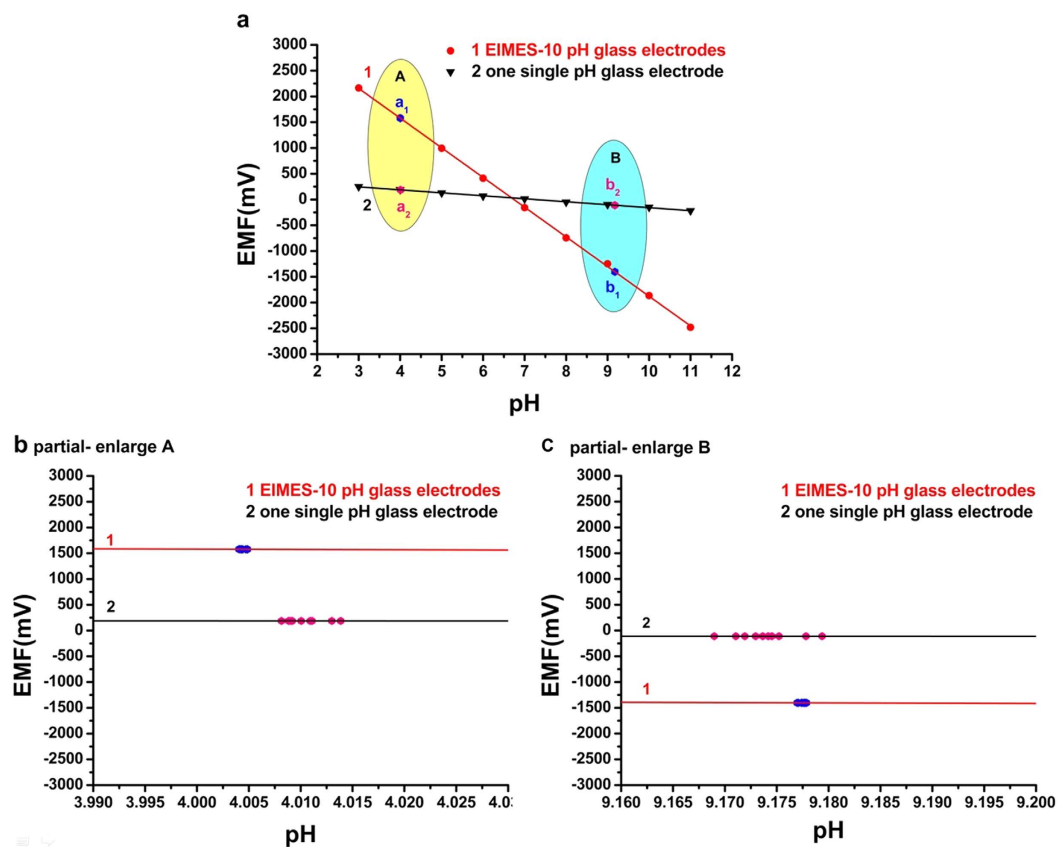 a
1 EIMES-10 pH glass electrodes
2 one single pH glass electrode
3000
2500
2000
1500
1000
500
0
-500
-1000
-1500
-2000
-2500
-3000
EMF(mV)
1
A
a1
2
a2
B
b2
b1
2 3 4 5 6 7 8 9 10 11 12
pH
b partial- enlarge A
1 EIMES-10 pH glass electrodes
2 one single pH glass electrode
3000
2500
2000
1500
1000
500
0
-500
-1000
-1500
-2000
-2500
-3000
EMF(mV)
1
2
3.990 3.995 4.000 4.005 4.010 4.015 4.020 4.025 4.03
pH
C partial- enlarge B
1 EIMES-10 pH glass electrodes
2 one single pH glass electrode
3000
2500
2000
1500
1000
500
0
-500
-1000
-1500
-2000
-2500
-3000
EMF(mV)
2
1
9.160 9.165 9.170 9.175 9.180 9.185 9.190 9.195 9.200
pH